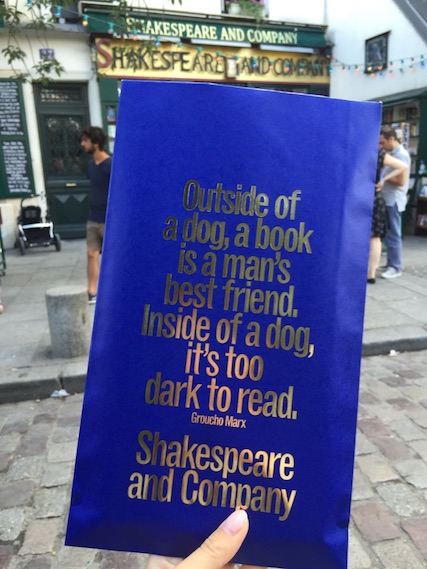 SHAKESPEARE AND COMPANY
SHAKESPEARE AND COMPANY
Outside of
a dog, a book
is a man's
best friend.
Inside of a dog,
it's too
dark to read.
Groucho Marx
Shakespeare
and Company